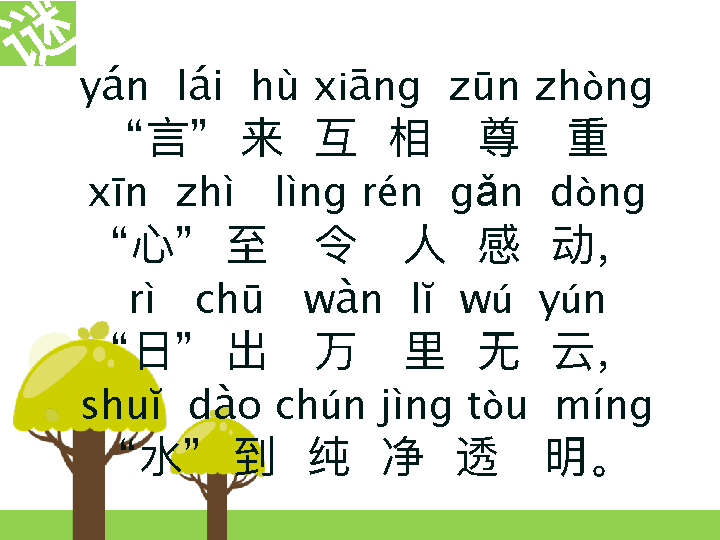 谜
yán lái hù xiāng zūn zhòng
“言” 来 互 相 尊 重
xīn zhì lìng rén gǎn dòng
“心” 至 令 人 感 动，
rì chū wàn lǐ wú yún
“日” 出 万 里 无 云，
shuǐ dào chún jìng tòu míng
“水” 到 纯 净 透 明。